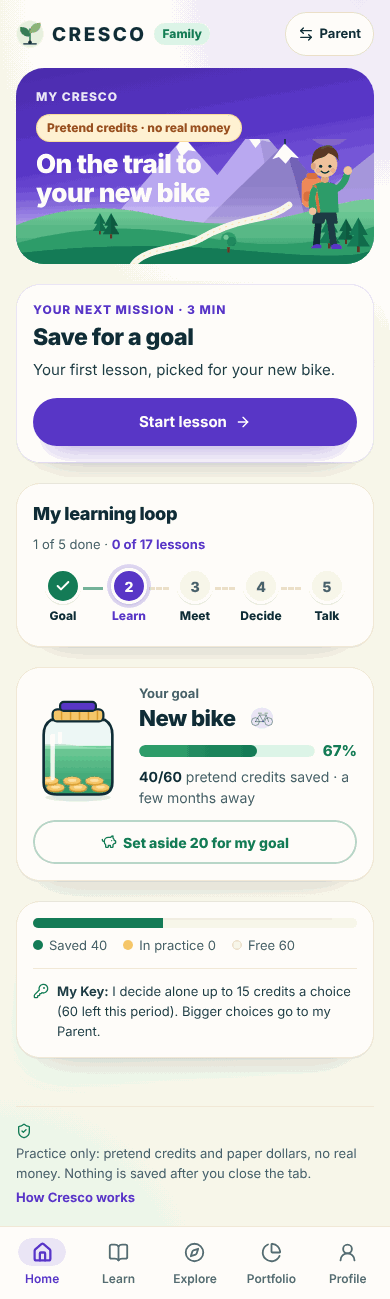 CRESCO Family
Parent
MY CRESCO
Pretend credits · no real money
On the trail to
your new bike
YOUR NEXT MISSION · 3 MIN
Save for a goal
Your first lesson, picked for your new bike.
Start lesson →
My learning loop
1 of 5 done · 0 of 17 lessons
2 3 4 5
Goal Learn Meet Decide Talk
Your goal
New bike
67%
40/60 pretend credits saved · a
few months away
Set aside 20 for my goal
Saved 40 In practice 0 Free 60
My Key: I decide alone up to 15 credits a choice
(60 left this period). Bigger choices go to my
Parent.
Practice only: pretend credits and paper dollars, no real
money. Nothing is saved after you close the tab.
How Cresco works
Home Learn Explore Portfolio Profile